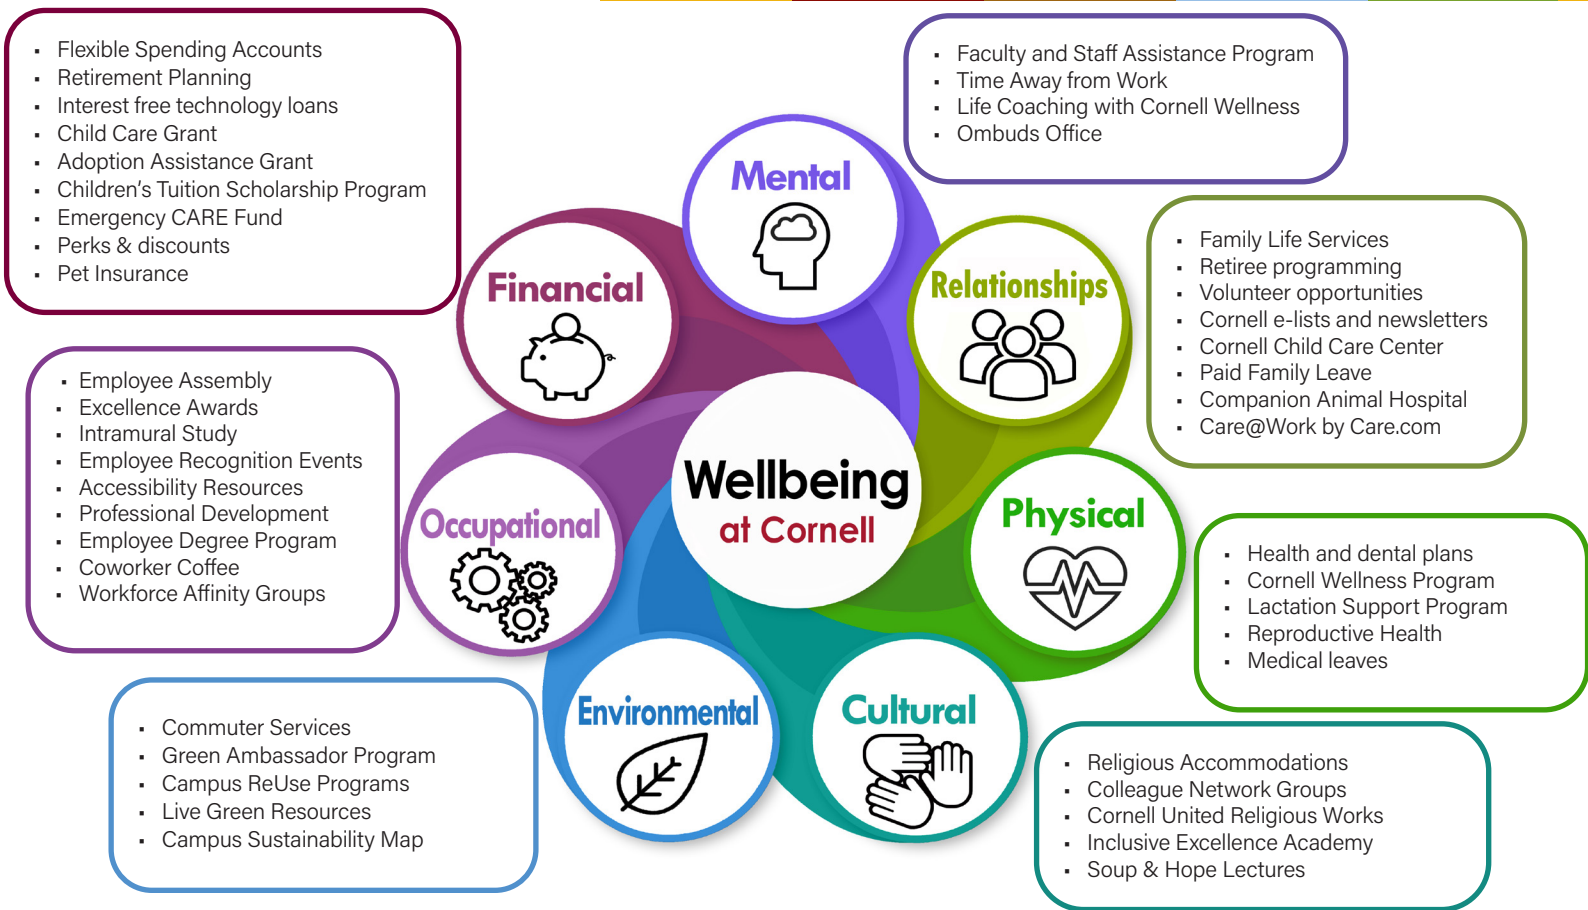 ▪ Flexible Spending Accounts
▪ Retirement Planning
▪ Interest free technology loans
▪ Child Care Grant
▪ Adoption Assistance Grant
▪ Children's Tuition Scholarship Program
▪ Emergency CARE Fund
▪ Perks & discounts
▪ Pet Insurance
▪ Faculty and Staff Assistance Program
▪ Time Away from Work
▪ Life Coaching with Cornell Wellness
▪ Ombuds Office
Mental
Financial
Relationships
▪ Family Life Services
▪ Retiree programming
▪ Volunteer opportunities
▪ Cornell e-lists and newsletters
▪ Cornell Child Care Center
▪ Paid Family Leave
▪ Companion Animal Hospital
▪ Care@Work by Care.com
▪ Employee Assembly
▪ Excellence Awards
▪ Intramural Study
▪ Employee Recognition Events
▪ Accessibility Resources
▪ Professional Development
▪ Employee Degree Program
▪ Coworker Coffee
▪ Workforce Affinity Groups
Occupational
Wellbeing
at Cornell
Physical
▪ Health and dental plans
▪ Cornell Wellness Program
▪ Lactation Support Program
▪ Reproductive Health
▪ Medical leaves
▪ Commuter Services
▪ Green Ambassador Program
▪ Campus ReUse Programs
▪ Live Green Resources
▪ Campus Sustainability Map
Environmental
Cultural
▪ Religious Accommodations
▪ Colleague Network Groups
▪ Cornell United Religious Works
▪ Inclusive Excellence Academy
▪ Soup & Hope Lectures